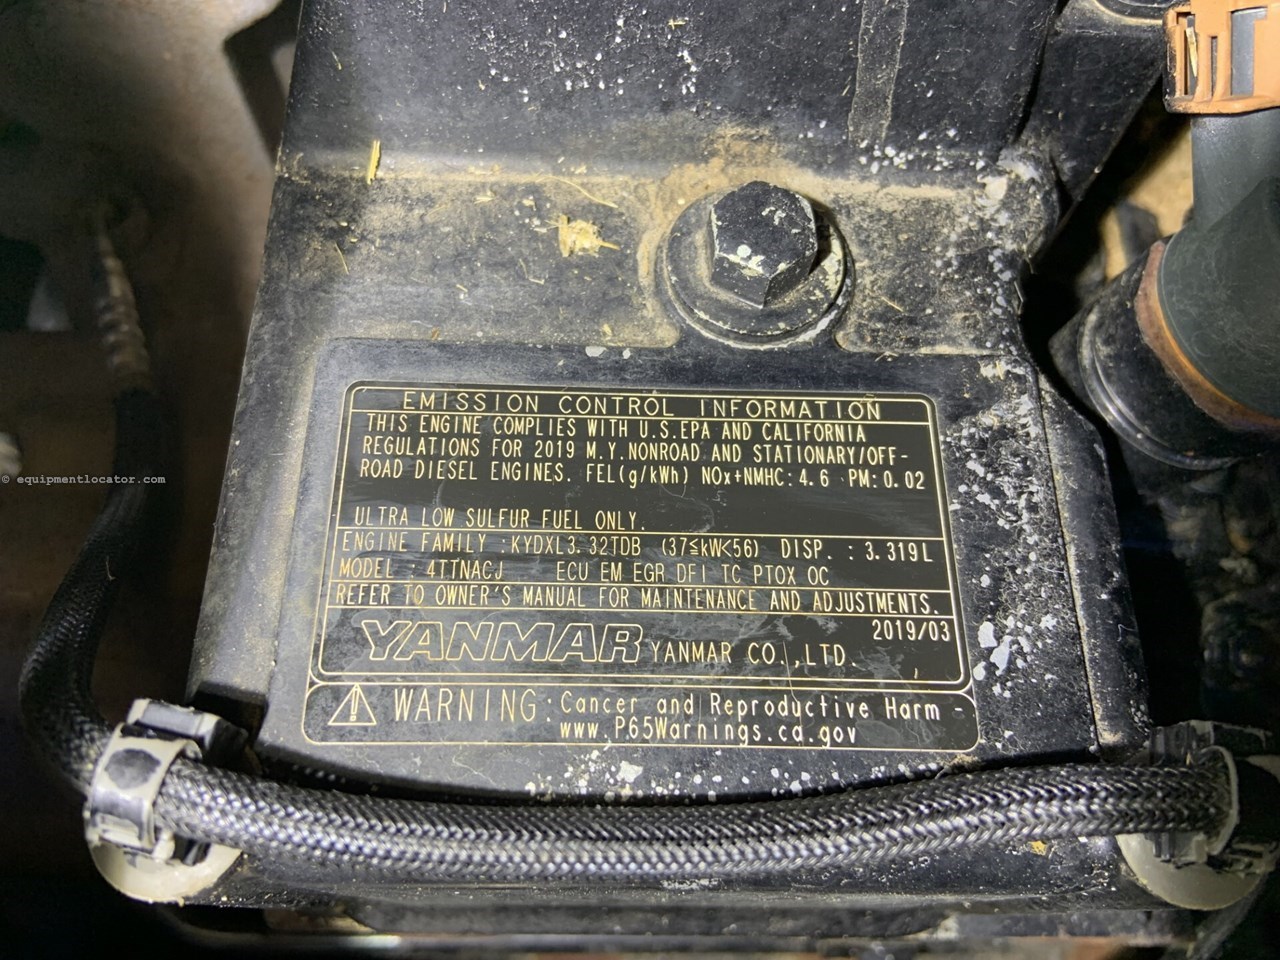 EMISSION CONTROL INFORMATION
THIS ENGINE COMPLIES WITH U.S.EPA AND CALIFORNIA
REGULATIONS FOR 2019 M.Y.NONROAD AND STATIONARY/OFF-
ROAD DIESEL ENGINES. FEL(g/kWh) NOx+NMHC:4.6 PM:0.02
ULTRA LOW SULFUR FUEL ONLY.
ENGINE FAMILY :KYDXL3.32TDB (37≦kW<56) DISP. : 3.319L
MODEL : 4TTNACJ ECU EM EGR DFI TC PTOX OC
REFER TO OWNER'S MANUAL FOR MAINTENANCE AND ADJUSTMENTS.
2019/03
YANMAR YANMAR CO.,LTD.
WARNING:Cancer and Reproductive Harm -
www.P65Warnings.ca.gov
© equipmentlocator.com